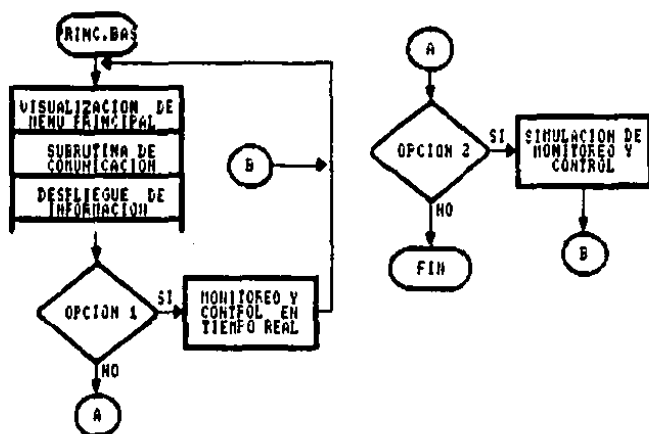 PRINC.BAS
VISUALIZACION DE
MENU PRINCIPAL
SUBRUTINA DE
COMUNICACION
DESPLIEGUE DE
INFORMACION
OPCION 1
SI
MONITOREO Y
CONTROL EN
TIEMPO REAL
NO
A
B
A
OPCION 2
SI
SIMULACION DE
MONITOREO Y
CONTROL
NO
FIN
B